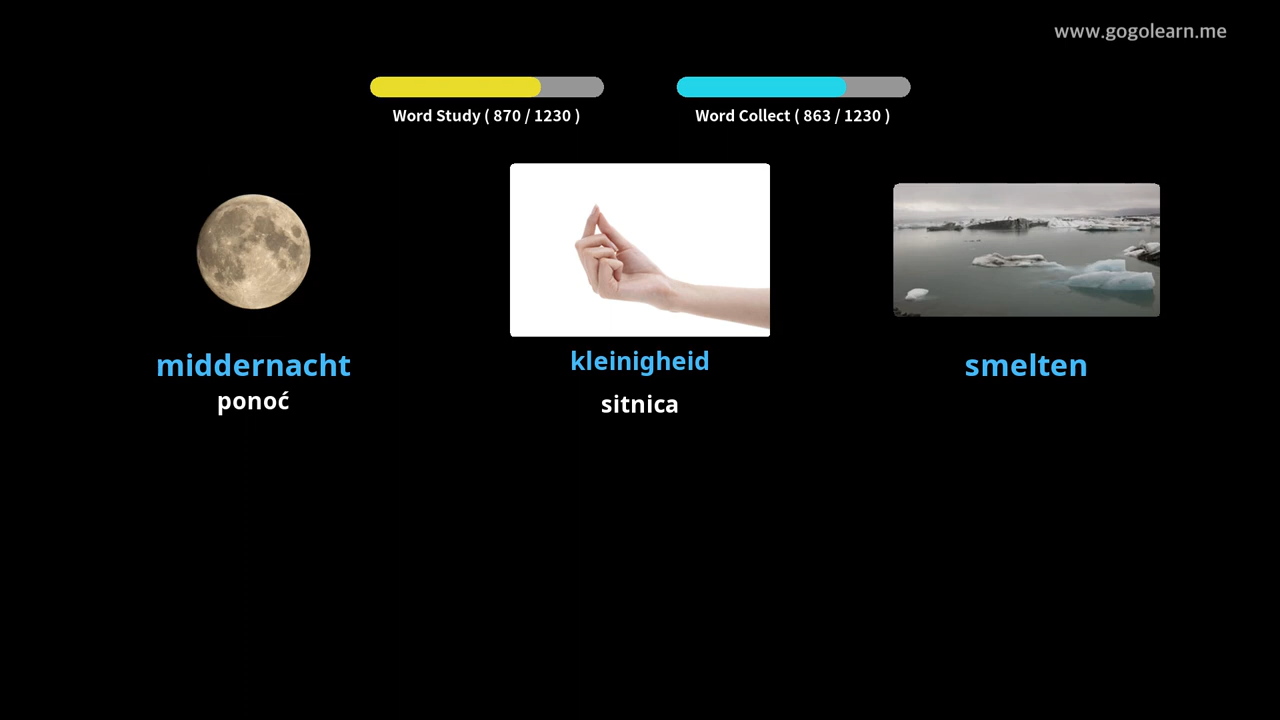 www.gogolearn.me
Word Study ( 870 / 1230 )
Word Collect ( 863 / 1230 )
middernacht
ponoć
kleinigheid
sitnica
smelten